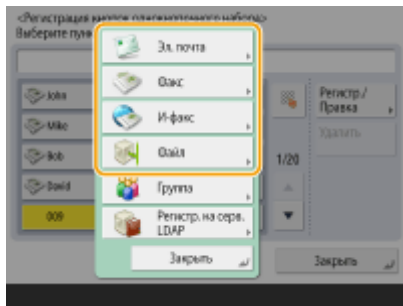 <Регистрация кнопок однокнопочного набора>
Выберите пун
Эл. почта
Факс
И-факс
Файл
Группа
Регистр. на серв.
LDAP
Закрыть
John
Mike
Bob
David
009
1/20
Регистр./
Правка
Удалить
Закрыть